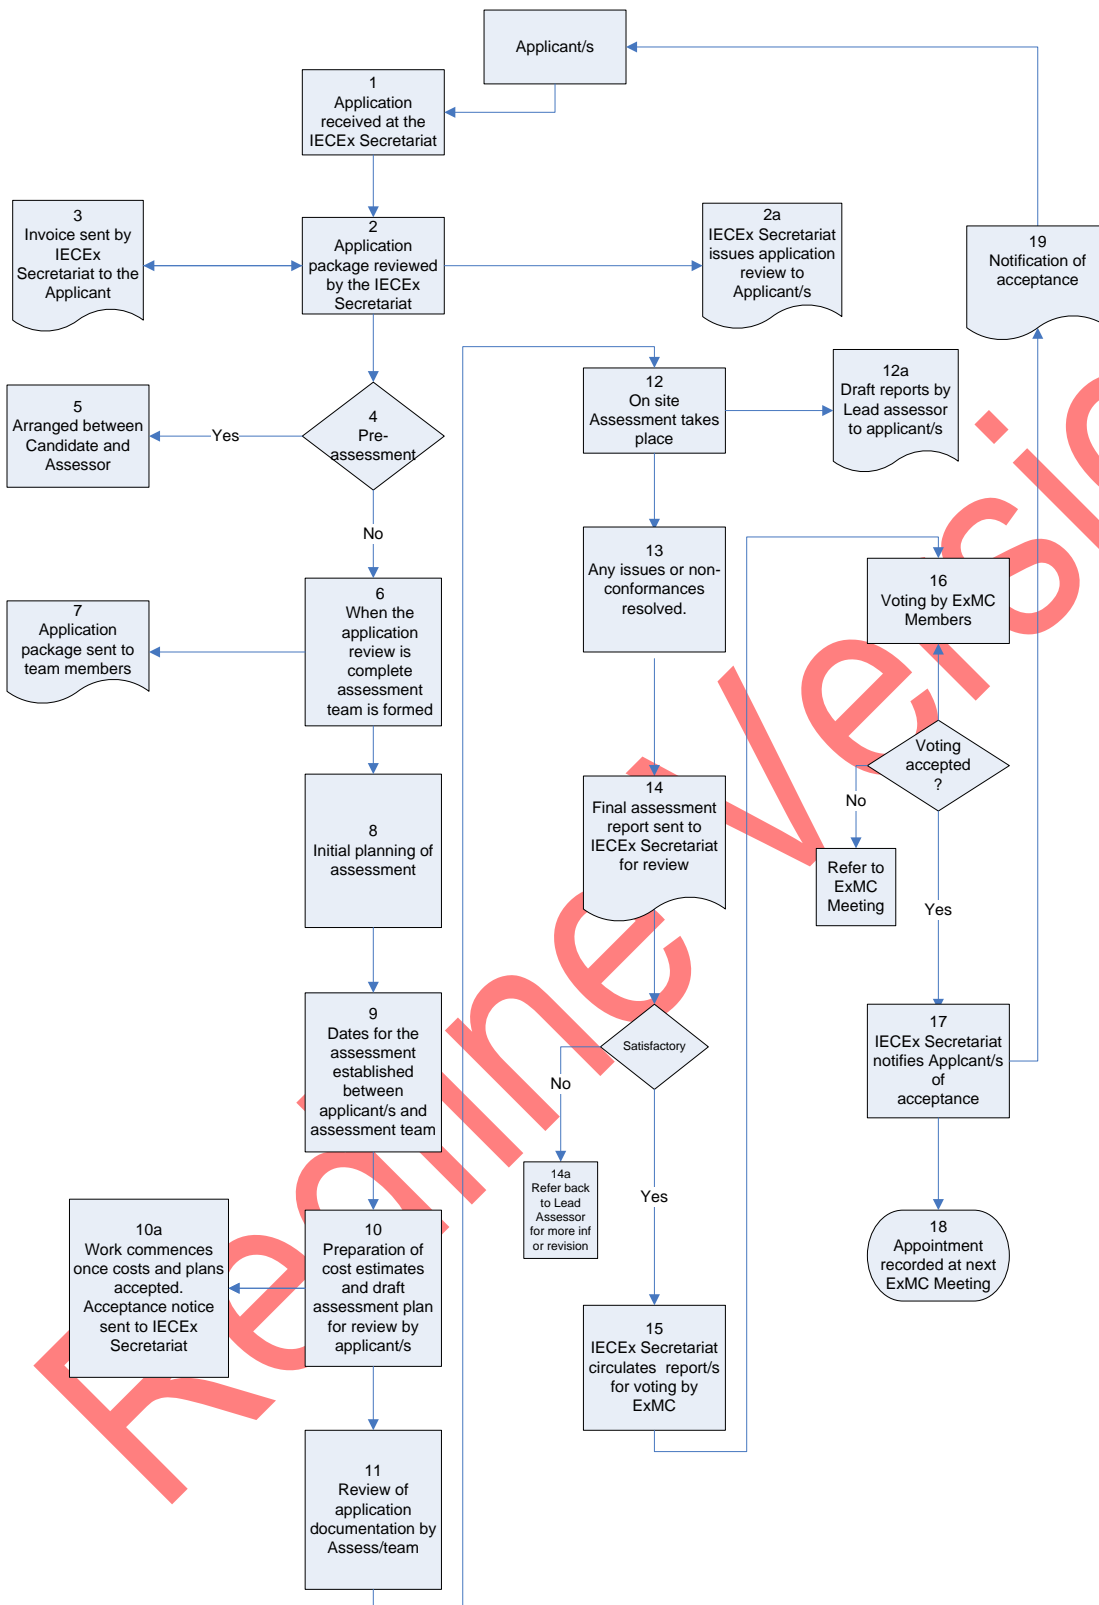 Applicant/s
1
Application
received at the
IECEx Secretariat
3
Invoice sent by
IECEx
Secretariat to the
Applicant
2
Application
package reviewed
by the IECEx
Secretariat
2a
IECEx Secretariat
issues application
review to
Applicant/s
19
Notification of
acceptance
5
Arranged between
Candidate and
Assessor
Yes
4
Pre-
assessment
No
12
On site
Assessment takes
place
12a
Draft reports by
Lead assessor
to applicant/s
7
Application
package sent to
team members
6
When the
application
review is
complete
assessment
team is formed
13
Any issues or non-
conformances
resolved.
16
Voting by ExMC
Members
8
Initial planning of
assessment
14
Final assessment
report sent to
IECEx Secretariat
for review
Voting
accepted
?
No
Refer to
ExMC
Meeting
Yes
9
Dates for the
assessment
established
between
applicant/s and
assessment team
Satisfactory
No
14a
Refer back
to Lead
Assessor
for more inf
or revision
Yes
17
IECEx Secretariat
notifies Applcant/s
of
acceptance
10a
Work commences
once costs and plans
accepted.
Acceptance notice
sent to IECEx
Secretariat
10
Preparation of
cost estimates
and draft
assessment plan
for review by
applicant/s
18
Appointment
recorded at next
ExMC Meeting
15
IECEx Secretariat
circulates  report/s
for voting by
ExMC
11
Review of
application
documentation by
Assess/team
Redline Versio